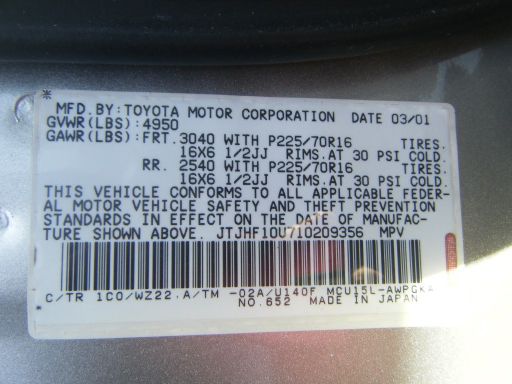 MFD.BY:TOYOTA MOTOR CORPORATION DATE 03/01
GVWR(LBS):4950
GAWR(LBS):FRT.3040 WITH P225/70R16 TIRES.
16X6 1/2JJ RIMS.AT 30 PSI COLD.
RR. 2540 WITH P225/70R16 TIRES.
16X6 1/2JJ RIMS.AT 30 PSI COLD.
THIS VEHICLE CONFORMS TO ALL APPLICABLE FEDER-
AL MOTOR VEHICLE SAFETY AND THEFT PREVENTION
STANDARDS IN EFFECT ON THE DATE OF MANUFAC-
TURE SHOWN ABOVE. JTJHF10U710209356 MPV
C/TR 1C0/WZ22.A/TM -02A/U140F MCU15L-AWPGKA
NO.652 MADE IN JAPAN